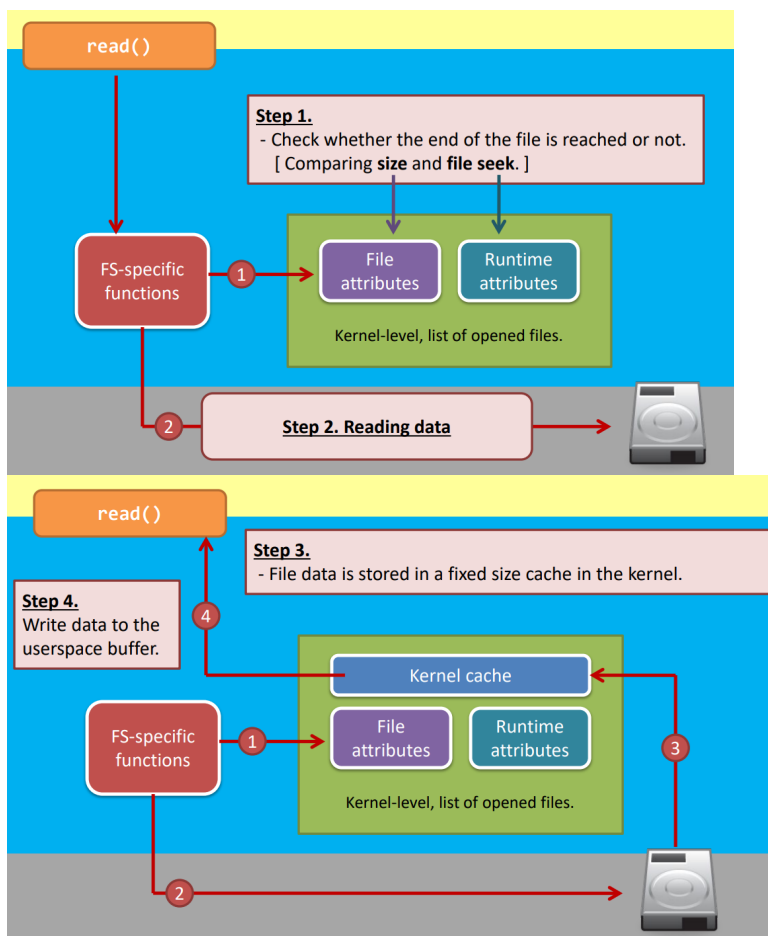 read()
Step 1.
- Check whether the end of the file is reached or not.
[ Comparing size and file seek. ]
FS-specific
functions
1
File
attributes
Runtime
attributes
Kernel-level, list of opened files.
2
Step 2. Reading data
read()
Step 3.
- File data is stored in a fixed size cache in the kernel.
Step 4.
Write data to the
userspace buffer.
4
Kernel cache
FS-specific
functions
1
File
attributes
Runtime
attributes
3
Kernel-level, list of opened files.
2